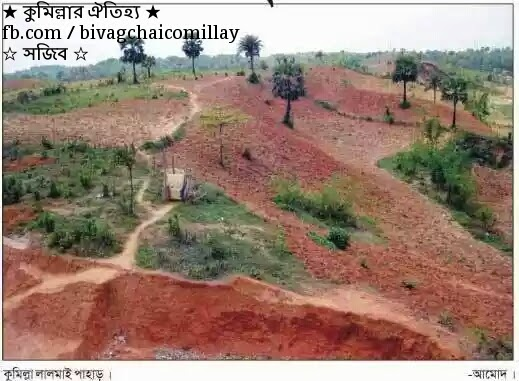 ★ কুমিল্লার ঐতিহ্য ★
fb.com / bivagchaicomillay
☆ সজিব ☆
কুমিল্লা লালমাই পাহাড় ।
-আমোদ ।